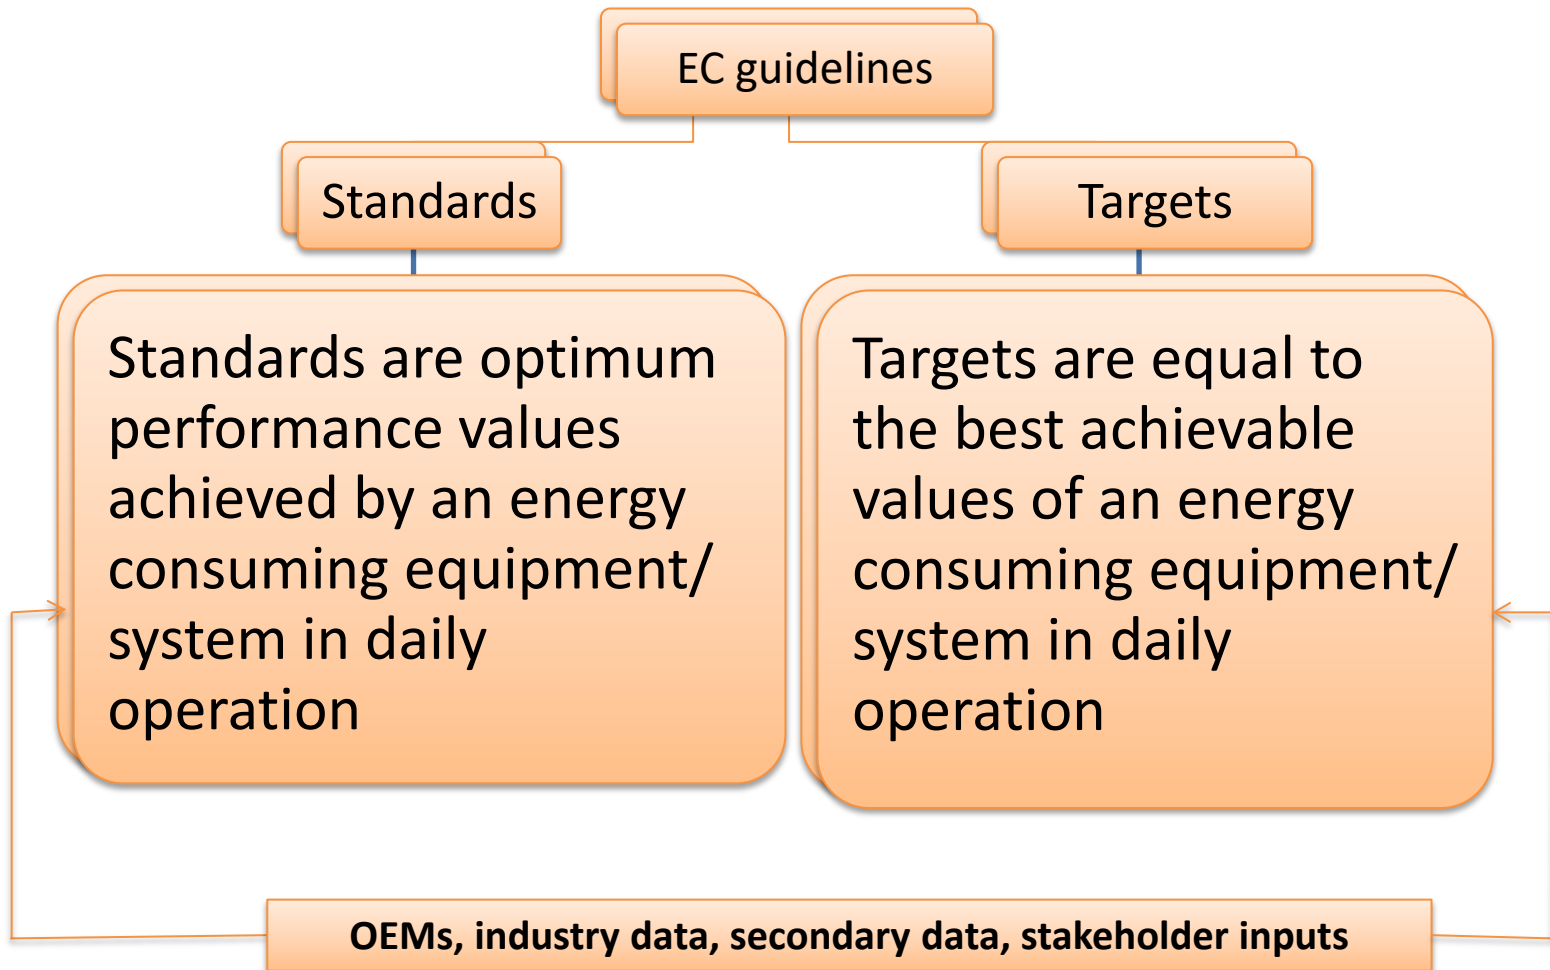 EC guidelines
Standards
Targets
Standards are optimum
performance values
achieved by an energy
consuming equipment/
system in daily
operation
Targets are equal to
the best achievable
values of an energy
consuming equipment/
system in daily
operation
OEMs, industry data, secondary data, stakeholder inputs